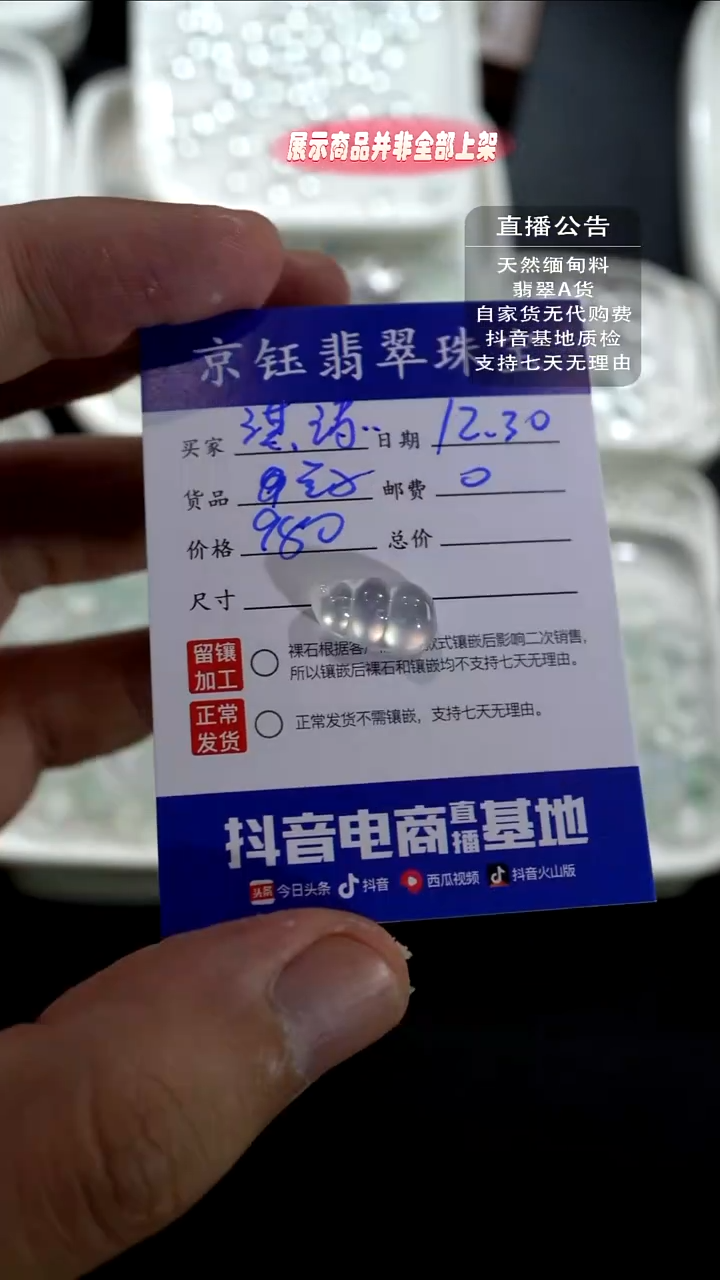 展示商品并非全部上架
直播公告
天然缅甸料
翡翠A货
自家货无代购费
抖音基地质检
支持七天无理由
京钰翡翠珠
买家 日期 12.30
货品 邮费 0
价格 980 总价
尺寸
留镶加工 裸石根据客 款式镶嵌后影响二次销售,
所以镶嵌后裸石和镶嵌均不支持七天无理由。
正常发货 正常发货不需镶嵌，支持七天无理由。
抖音电商直播基地
头条 今日头条 抖音 西瓜视频 抖音火山版